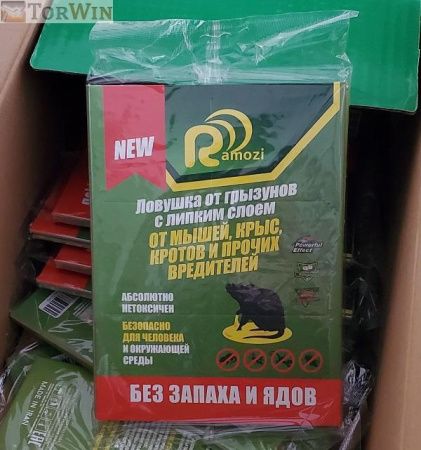 TorWin
NEW
Ramozi
Ловушка от грызунов
с липким слоем
от мышей, крыс,
кротов и прочих
вредителей
Powerful
Effect
Абсолютно
нетоксичен
Безопасно
для человека
и окружающей
среды
БЕЗ ЗАПАХА И ЯДОВ
MADE IN IRAN